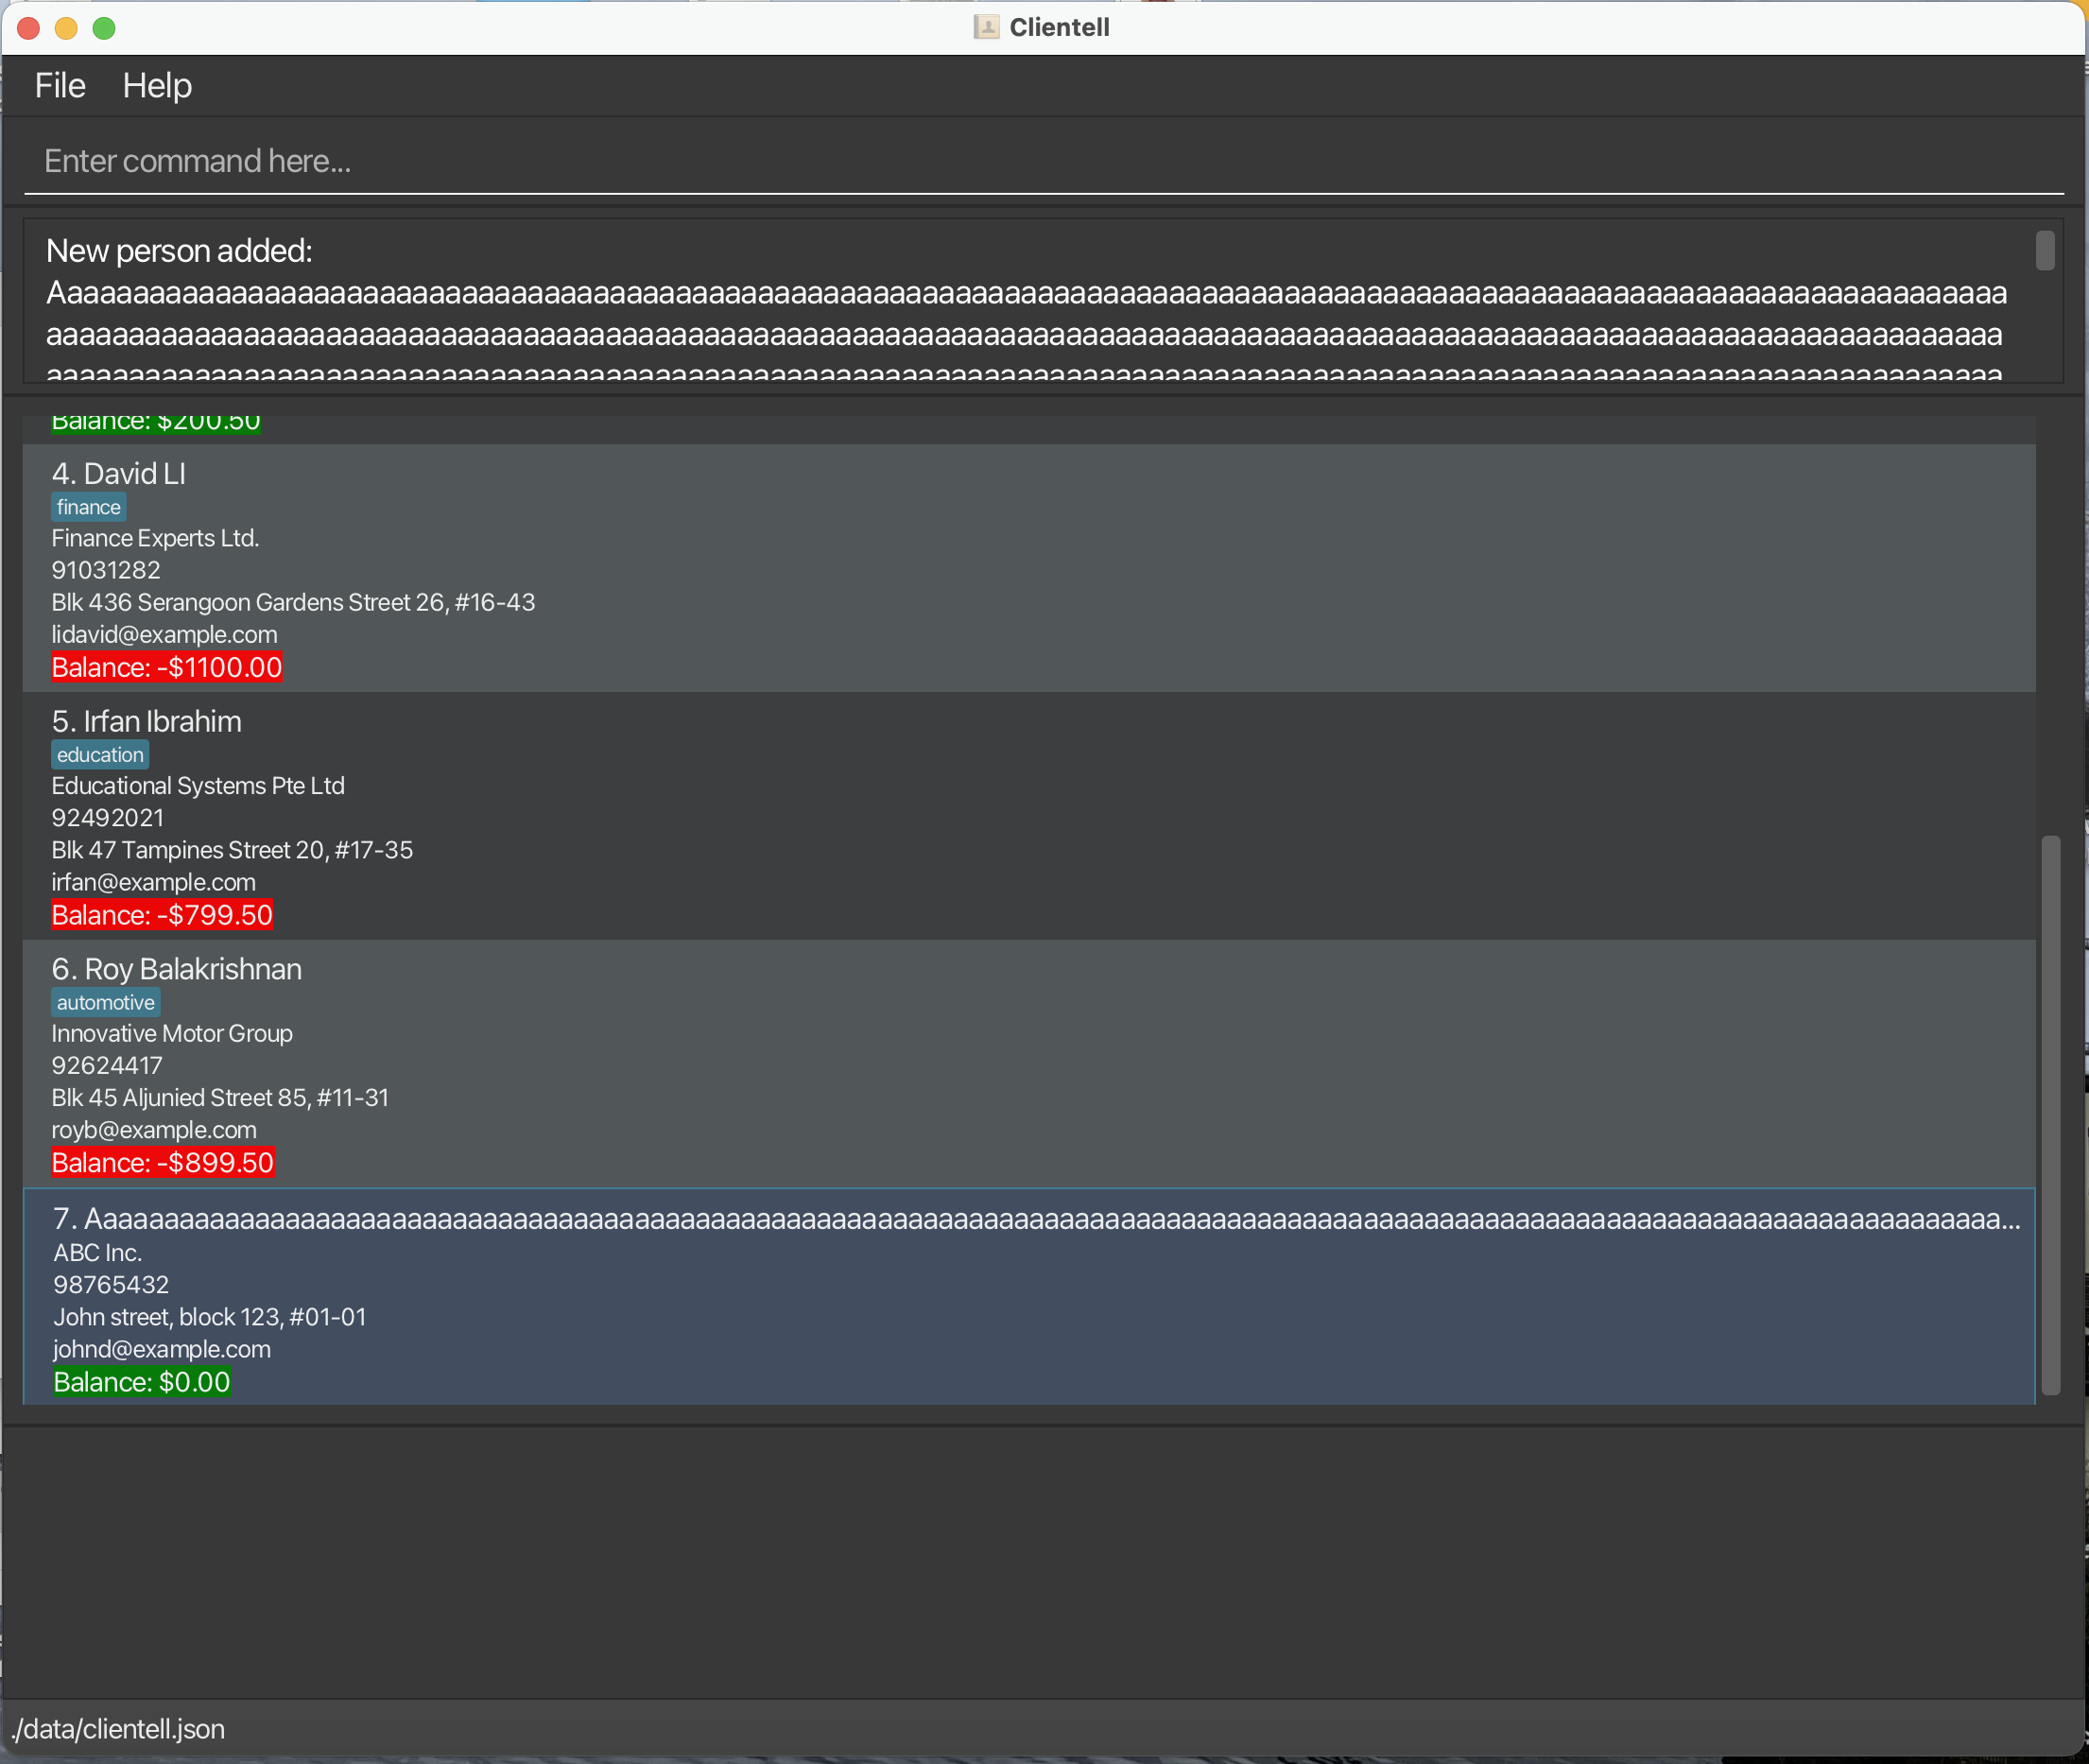 Clientell
File Help
Enter command here...
New person added:
Balance: $200.50
4. David LI
finance
Finance Experts Ltd.
91031282
Blk 436 Serangoon Gardens Street 26, #16-43
lidavid@example.com
Balance: -$1100.00
5. Irfan Ibrahim
education
Educational Systems Pte Ltd
92492021
Blk 47 Tampines Street 20, #17-35
irfan@example.com
Balance: -$799.50
6. Roy Balakrishnan
automotive
Innovative Motor Group
92624417
Blk 45 Aljunied Street 85, #11-31
royb@example.com
Balance: -$899.50
7.
ABC Inc.
98765432
John street, block 123, #01-01
johnd@example.com
Balance: $0.00
./data/clientell.json